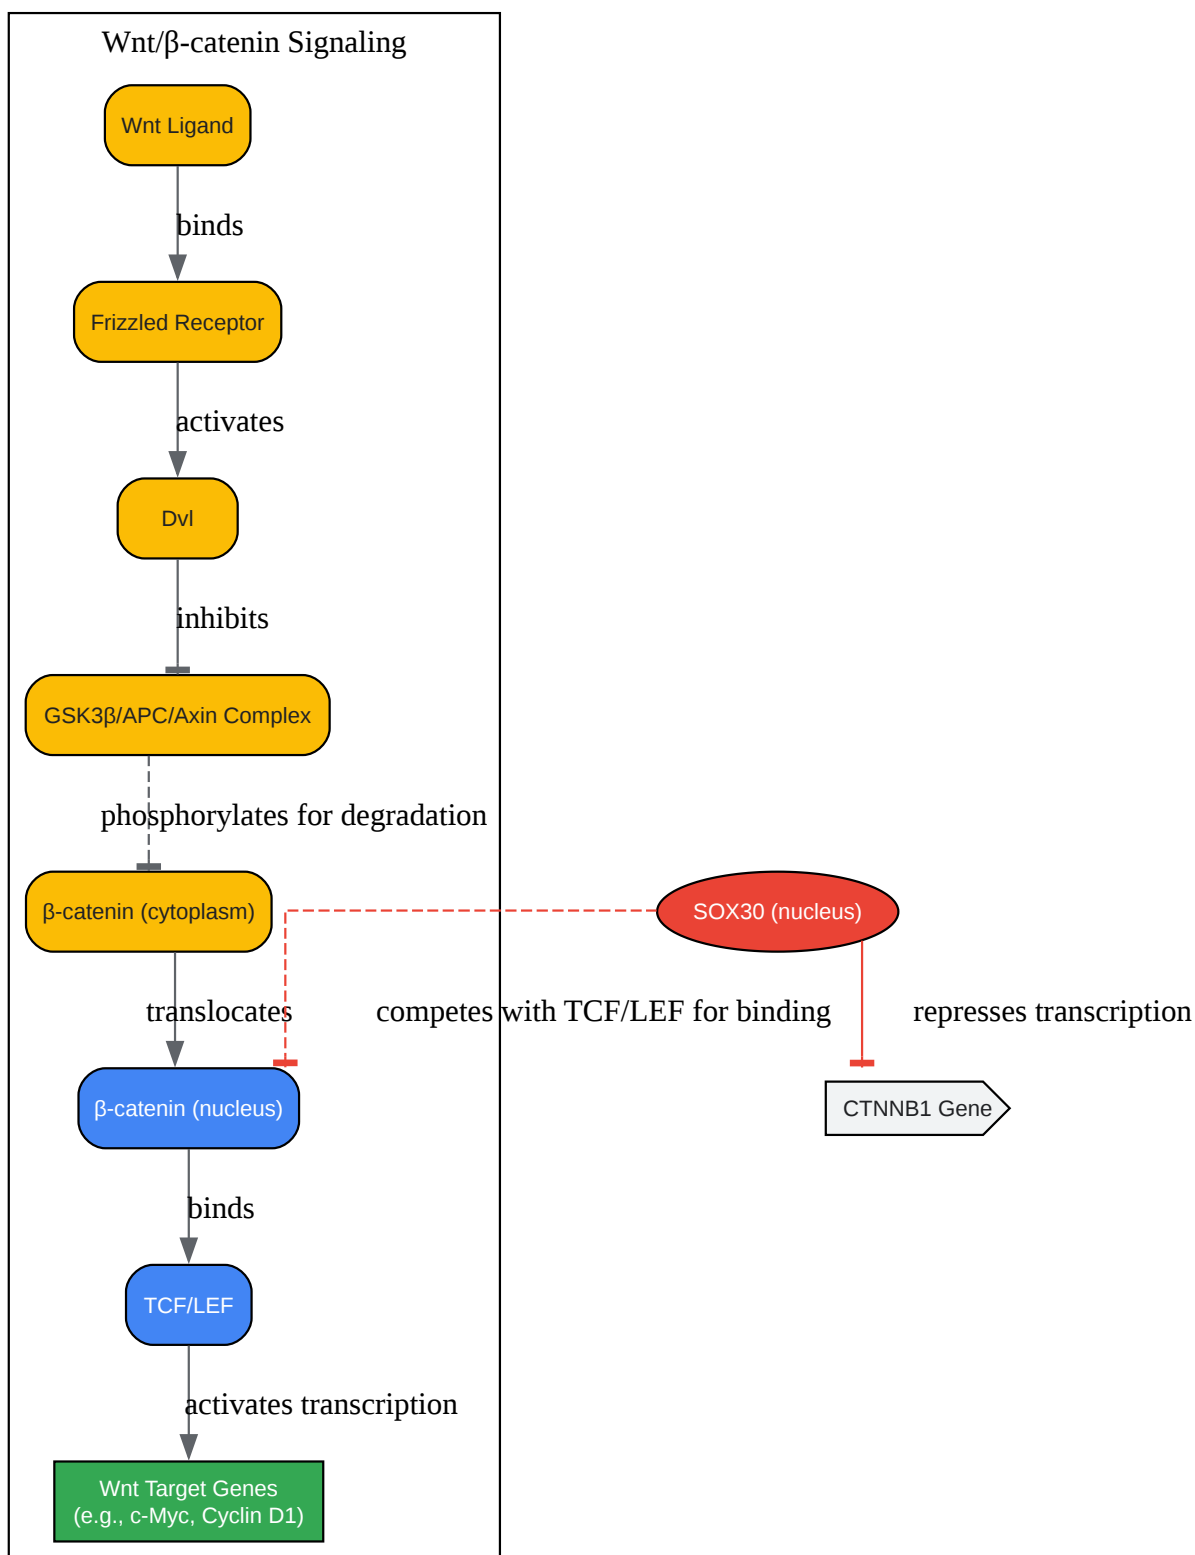 Wnt/β-catenin Signaling
Wnt Ligand
binds
Frizzled Receptor
activates
Dvl
inhibits
GSK3β/APC/Axin Complex
phosphorylates for degradation
β-catenin (cytoplasm)
SOX30 (nucleus)
translocates
competes with TCF/LEF for binding
represses transcription
β-catenin (nucleus)
CTNNB1 Gene
binds
TCF/LEF
activates transcription
Wnt Target Genes
(e.g., c-Myc, Cyclin D1)